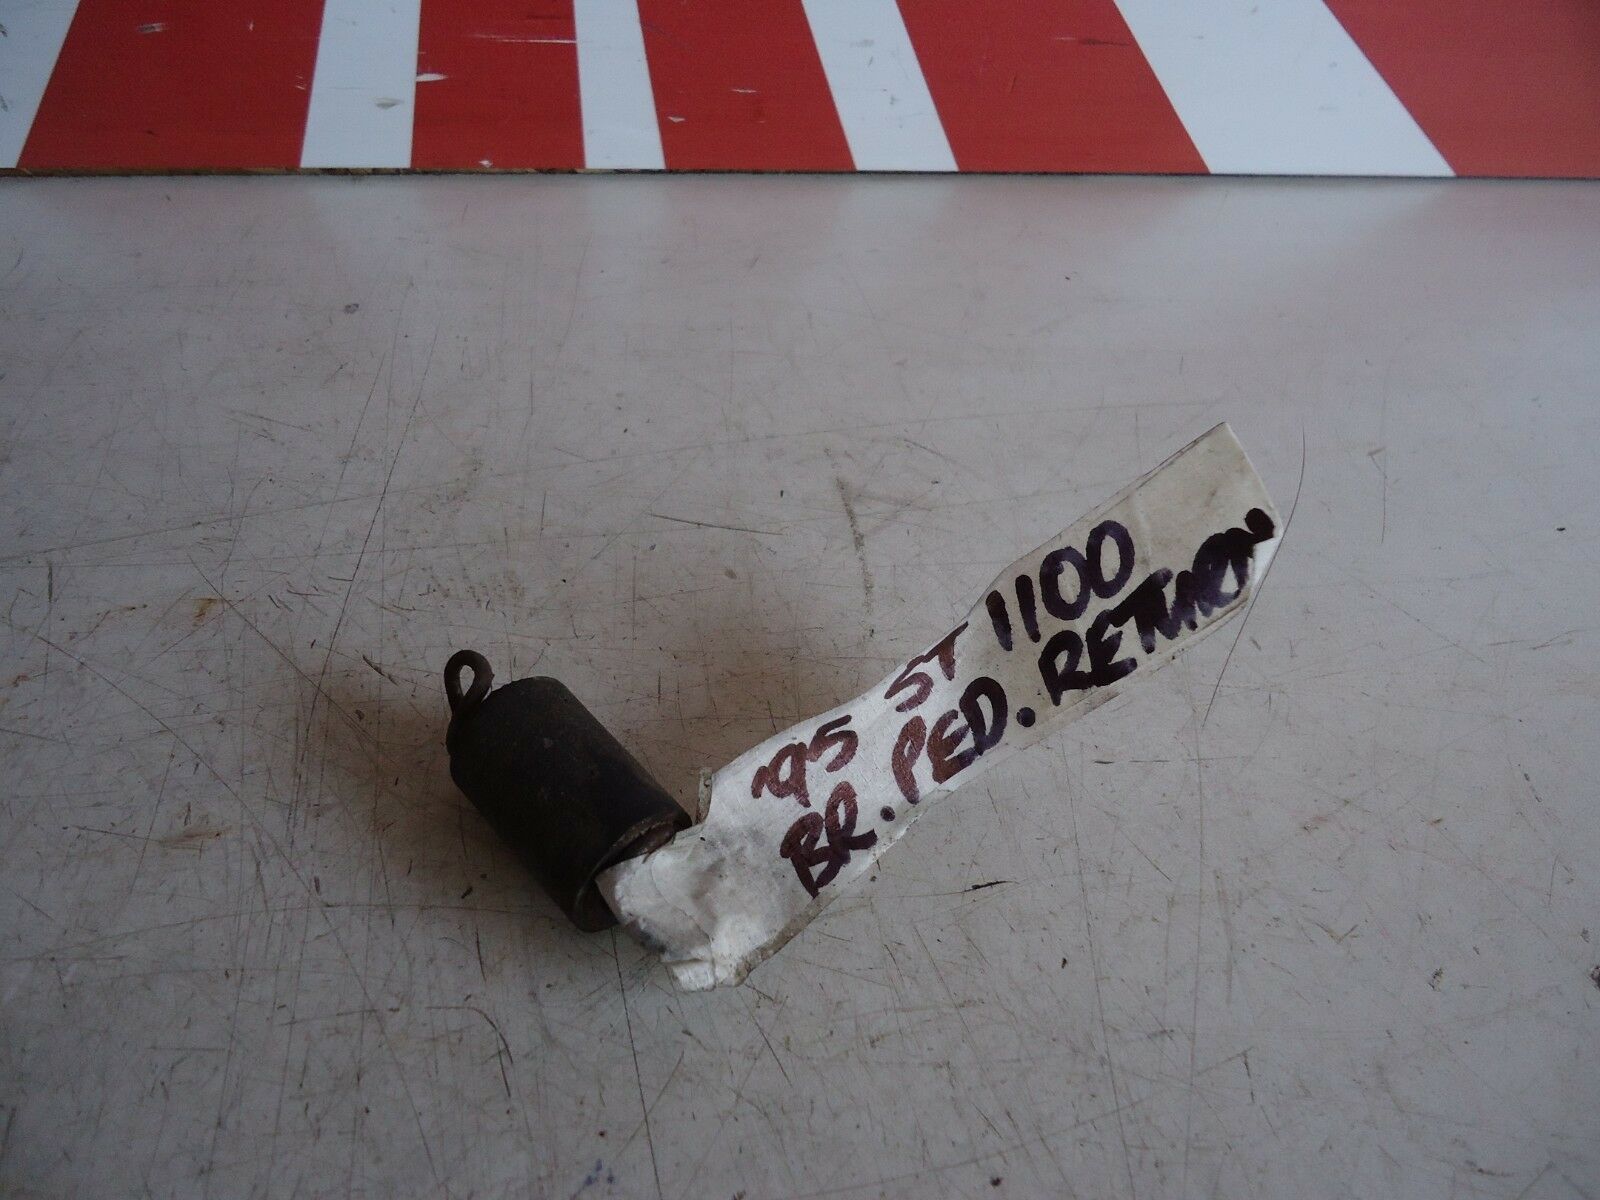 '95 ST 1100
BR. PED. RETURN